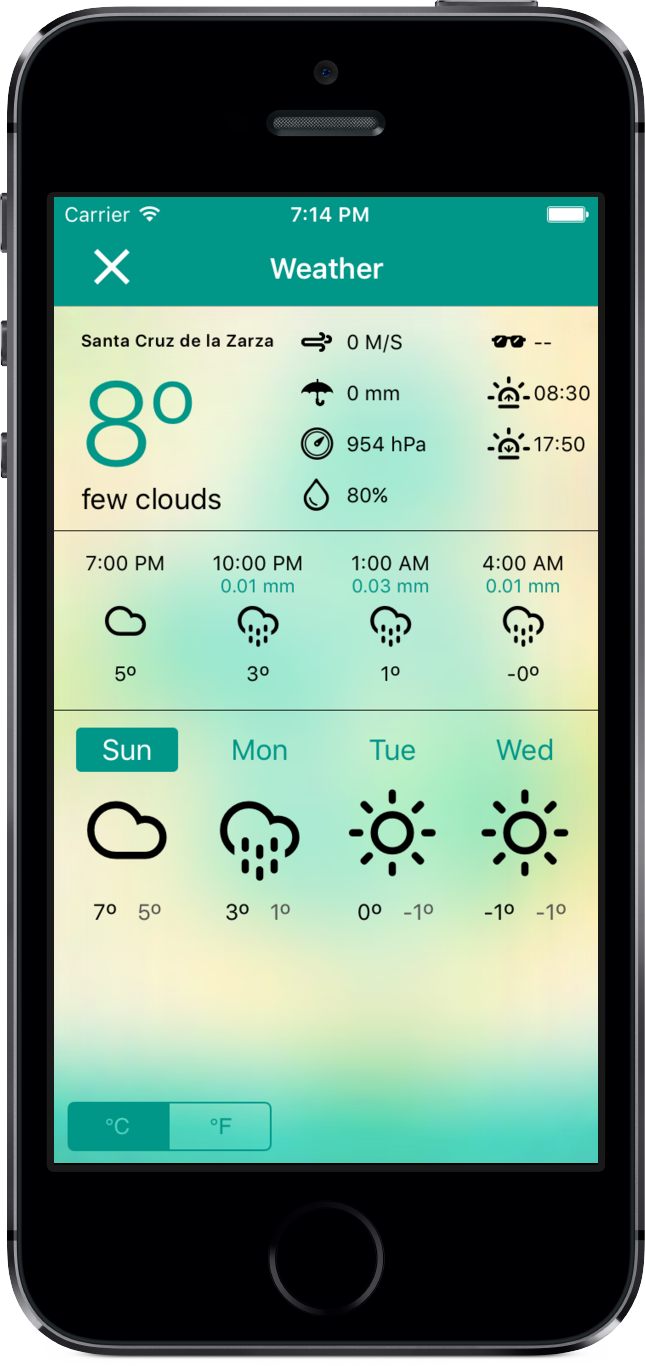 Carrier 7:14 PM
Weather
Santa Cruz de la Zarza
8º
few clouds
0 M/S
0 mm
954 hPa
80%
--
08:30
17:50
7:00 PM 10:00 PM 1:00 AM 4:00 AM
0.01 mm 0.03 mm 0.01 mm
5º 3º 1º -0º
Sun Mon Tue Wed
7º 5º 3º 1º 0º -1º -1º -1º
°C °F